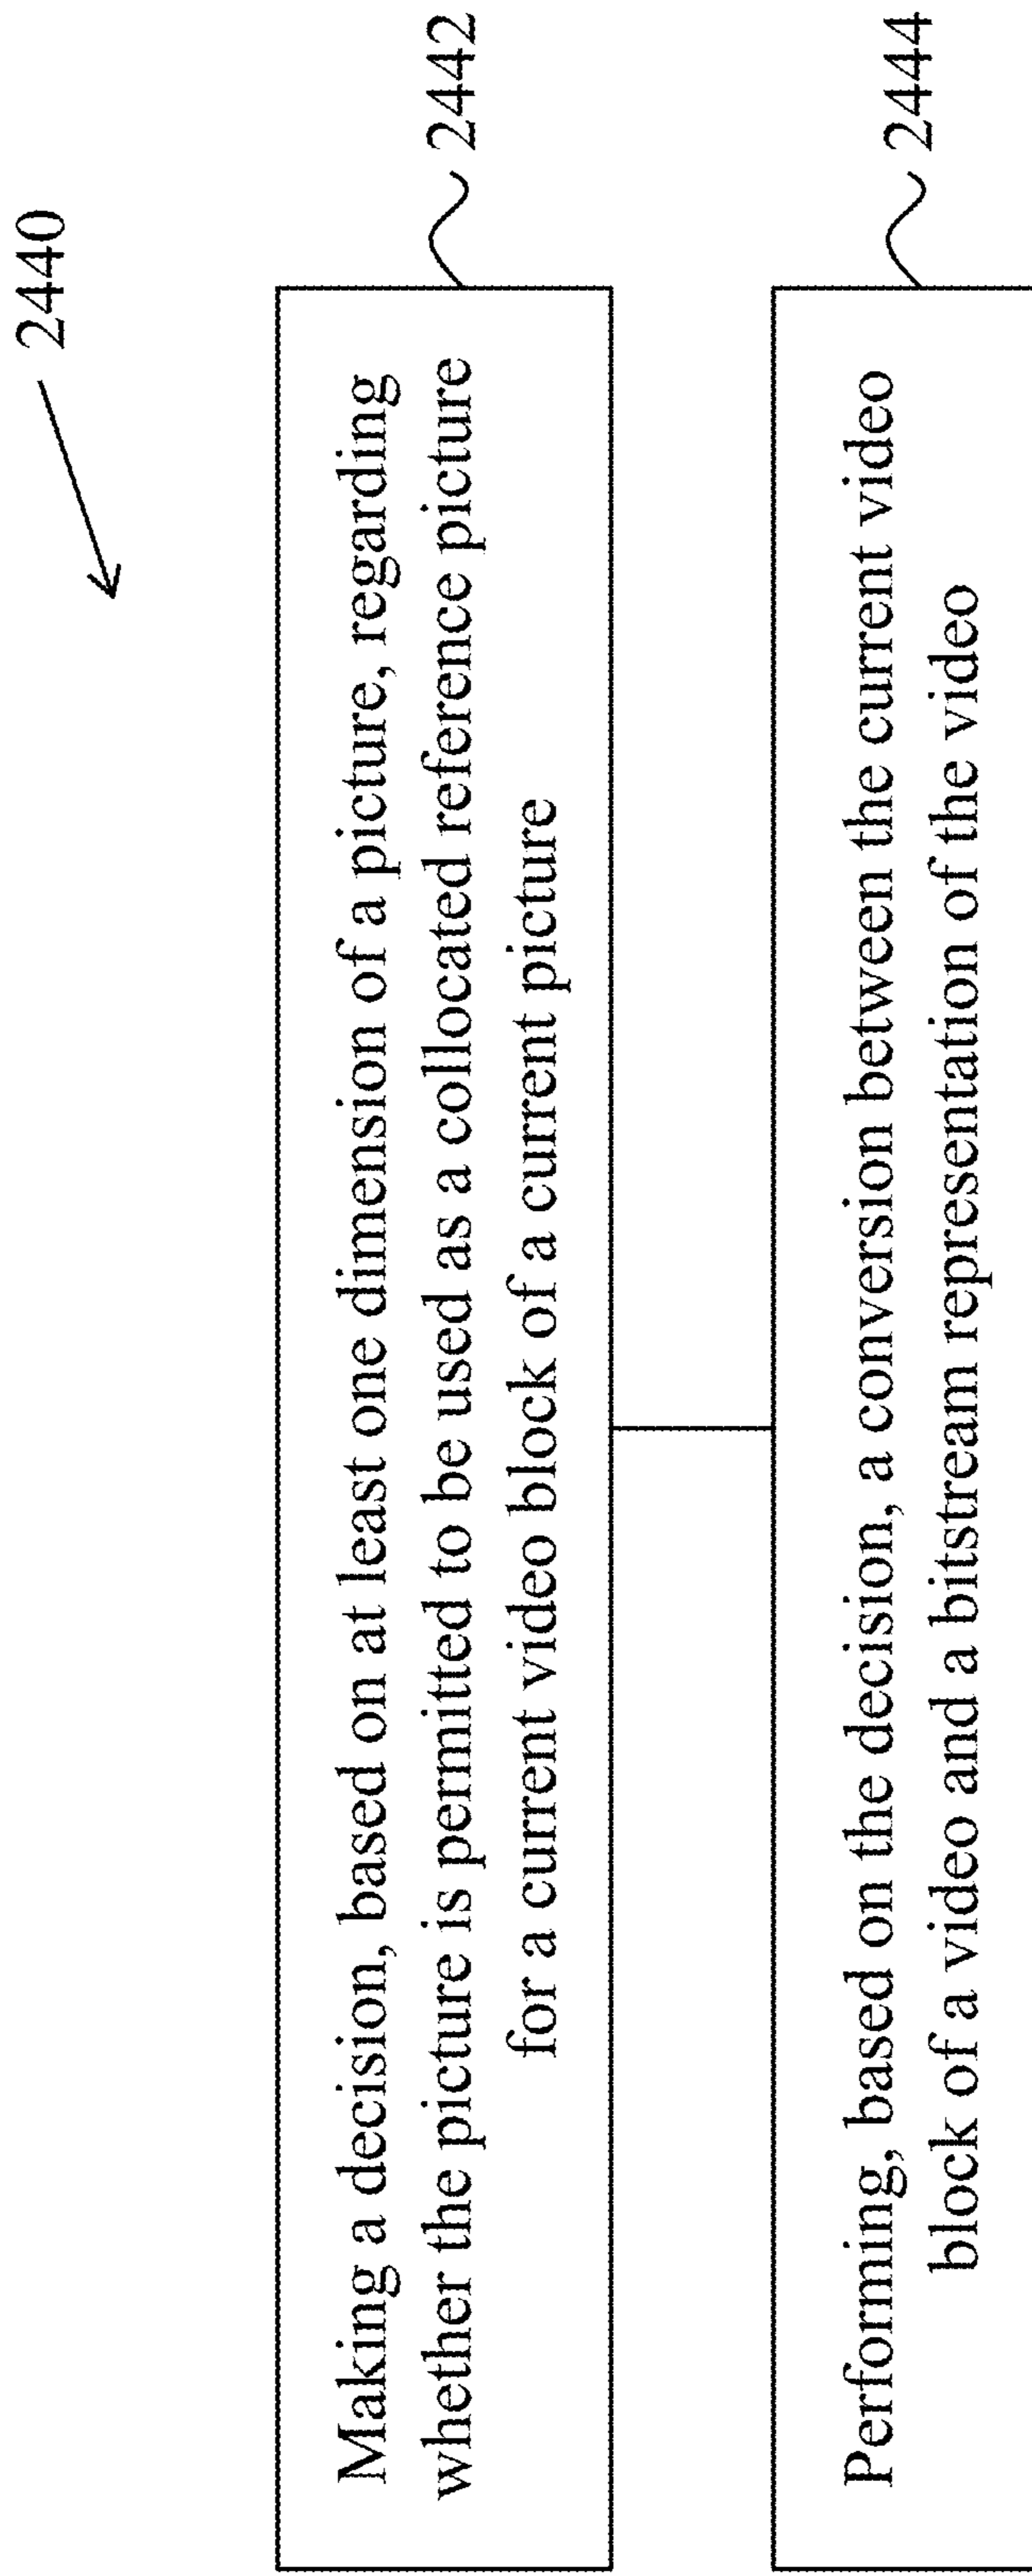 2440
Making a decision, based on at least one dimension of a picture, regarding
whether the picture is permitted to be used as a collocated reference picture
for a current video block of a current picture
2442
Performing, based on the decision, a conversion between the current video
block of a video and a bitstream representation of the video
2444